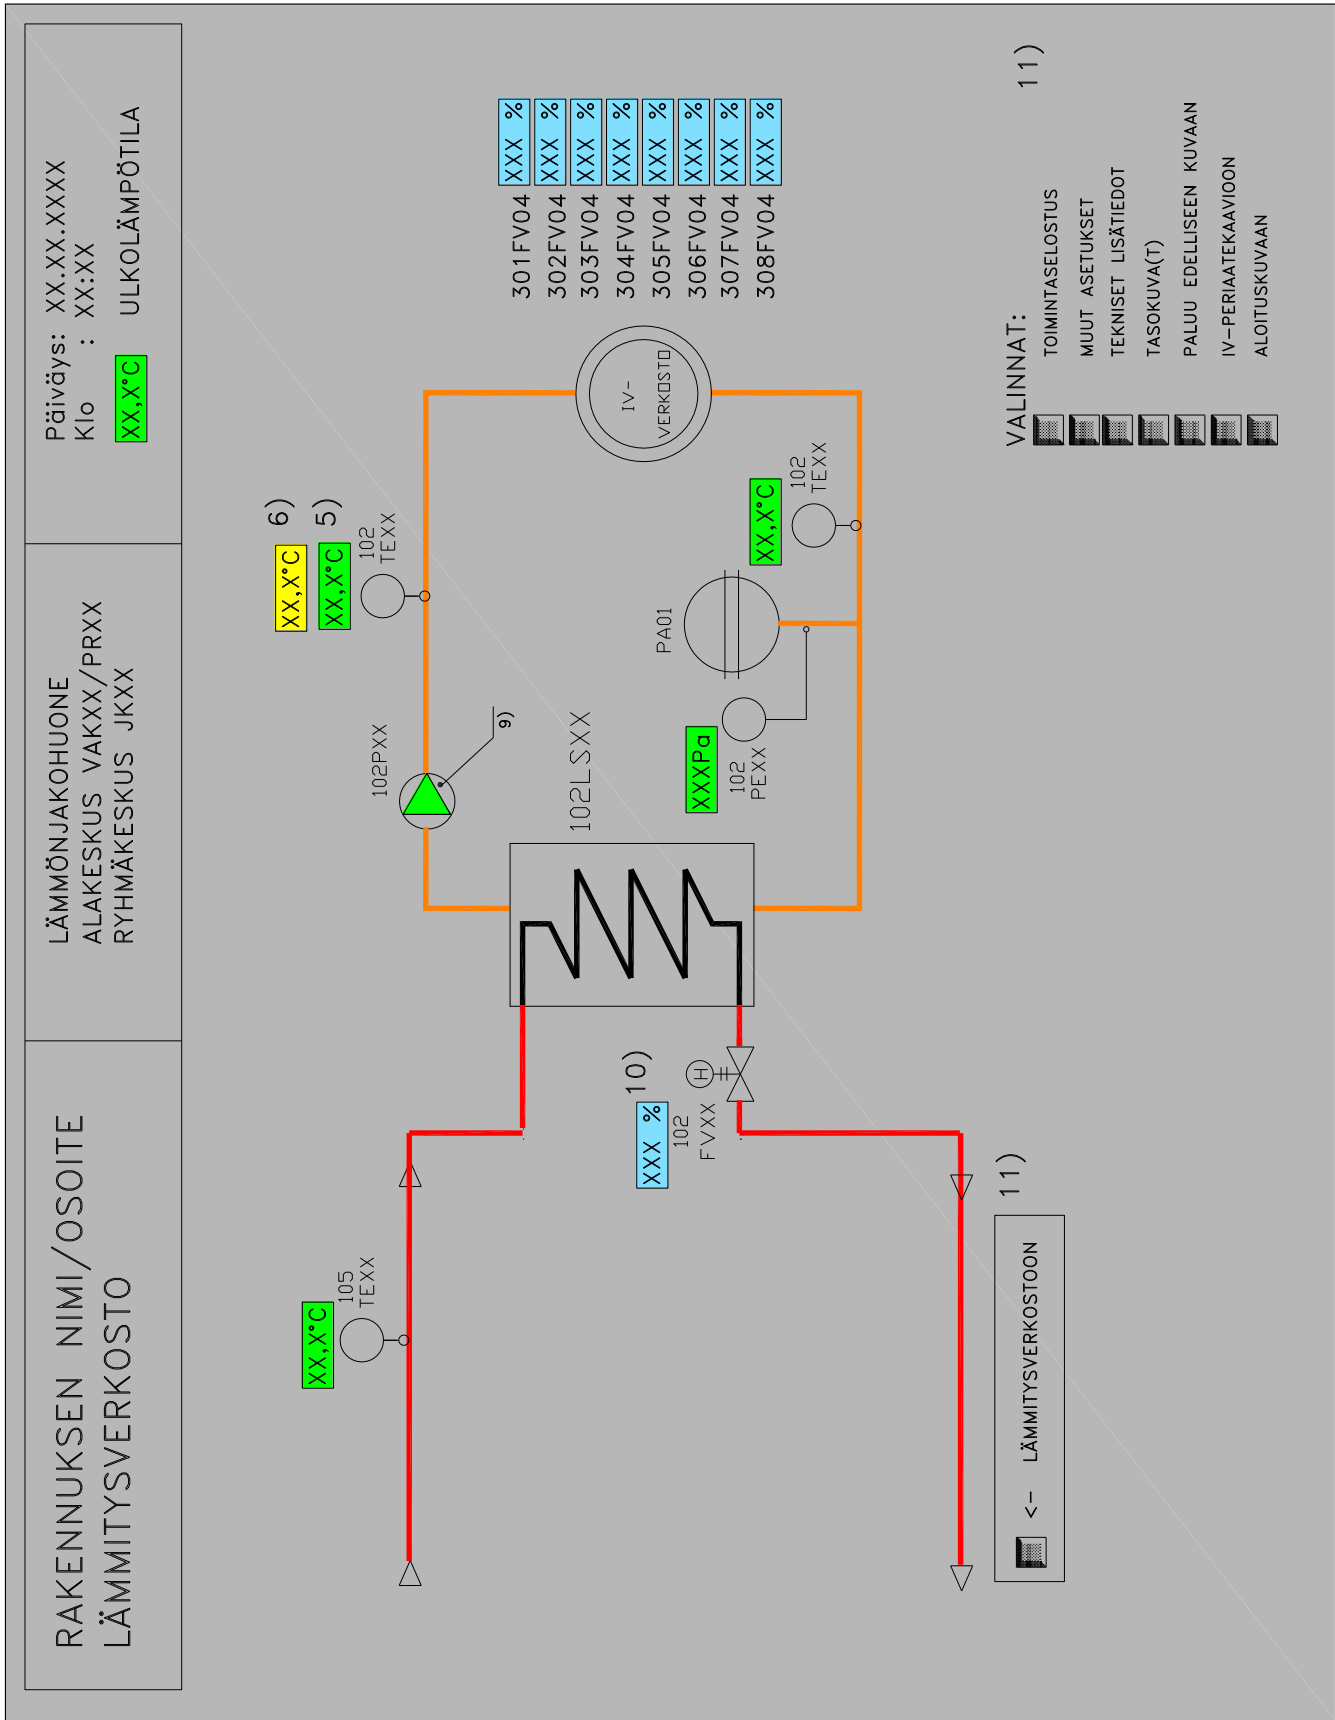 RAKENNUKSEN NIMI/OSOITE
LÄMMITYSVERKOSTO
LÄMMÖNJAKOHUONE
ALAKESKUS VAKXX/PRXX
RYHMÄKESKUS JKXX
Päiväys: XX.XX.XXXX
Klo : XX:XX
XX,X°C ULKOLÄMPÖTILA
XX,X°C 6)
XX,X°C 5)
102
TEXX
XX,X°C
105
TEXX
102PXX
9)
102LSXX
301FV04 XXX %
302FV04 XXX %
303FV04 XXX %
304FV04 XXX %
305FV04 XXX %
306FV04 XXX %
307FV04 XXX %
308FV04 XXX %
IV-
VERKOSTO
PA01
XXXPa
102
PEXX
XX,X°C
102
TEXX
XXX %
10)
102
FVXX
H
<- LÄMMITYSVERKOSTOON
11)
VALINNAT:
11)
TOIMINTASELOSTUS
MUUT ASETUKSET
TEKNISET LISÄTIEDOT
TASOKUVA(T)
PALUU EDELLISEEN KUVAAN
IV-PERIAATEKAAVIOON
ALOITUSKUVAAN